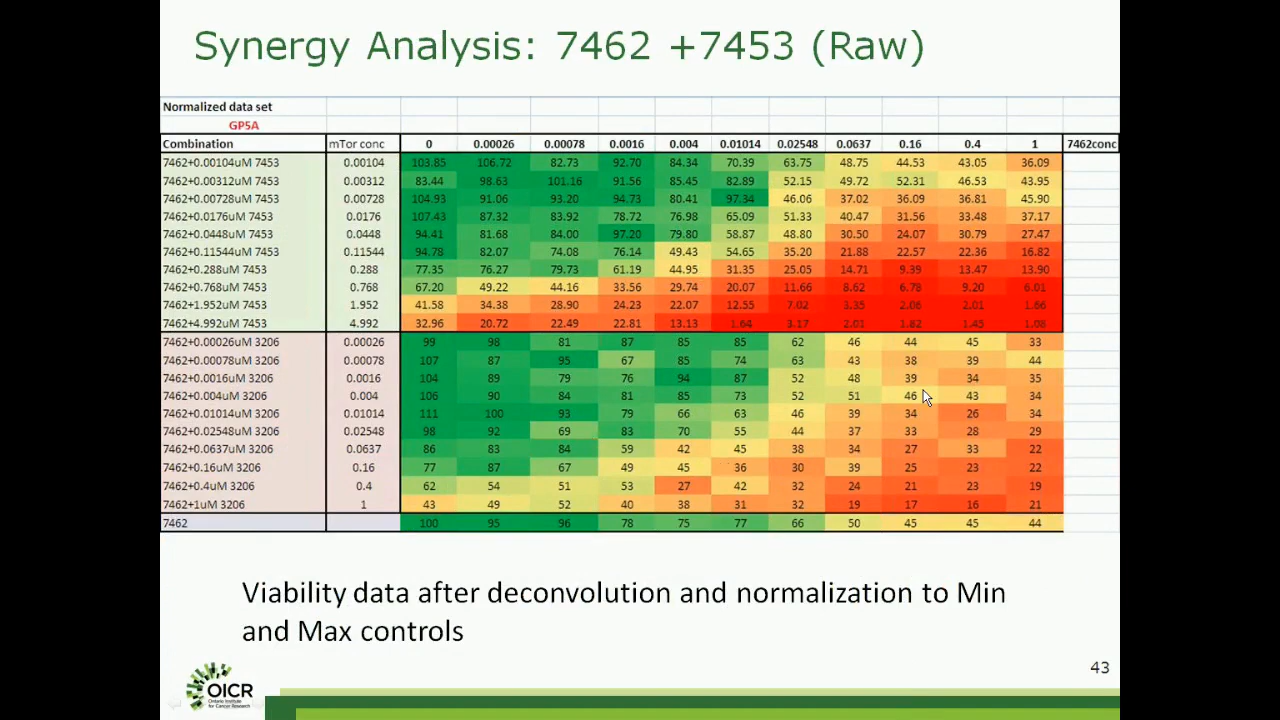 Synergy Analysis: 7462 +7453 (Raw)
Normalized data set
GP5A
Combination mTor conc 0 0.00026 0.00078 0.0016 0.004 0.01014 0.02548 0.0637 0.16 0.4 1 7462conc
7462+0.00104uM 7453 0.00104 103.85 106.72 82.73 92.70 84.34 70.39 63.75 48.75 44.53 43.05 36.09
7462+0.00312uM 7453 0.00312 83.44 98.63 101.16 91.56 85.45 82.89 52.15 49.72 52.31 46.53 43.95
7462+0.00728uM 7453 0.00728 104.93 91.06 93.20 94.73 80.41 97.34 46.06 37.02 36.09 36.81 45.90
7462+0.0176uM 7453 0.0176 107.43 87.32 83.92 78.72 76.98 65.09 51.33 40.47 31.56 33.48 37.17
7462+0.0448uM 7453 0.0448 94.41 81.68 84.00 97.20 79.80 58.87 48.80 30.50 24.07 30.79 27.47
7462+0.11544uM 7453 0.11544 94.78 82.07 74.08 76.14 49.43 54.65 35.20 21.88 22.57 22.36 16.82
7462+0.288uM 7453 0.288 77.35 76.27 79.73 61.19 44.95 31.35 25.05 14.71 9.39 13.47 13.90
7462+0.768uM 7453 0.768 67.20 49.22 44.16 33.56 29.74 20.07 11.66 8.62 6.78 9.20 6.01
7462+1.952uM 7453 1.952 41.58 34.38 28.90 24.23 22.07 12.55 7.02 3.35 2.06 2.01 1.66
7462+4.992uM 7453 4.992 32.96 20.72 22.49 22.81 13.13 1.64 3.17 2.01 1.82 1.45 1.08
7462+0.00026uM 3206 0.00026 99 98 81 87 85 85 62 46 44 45 33
7462+0.00078uM 3206 0.00078 107 87 95 67 85 74 63 43 38 39 44
7462+0.0016uM 3206 0.0016 104 89 79 76 94 87 52 48 39 34 35
7462+0.004uM 3206 0.004 106 90 84 81 85 73 52 51 46 43 34
7462+0.01014uM 3206 0.01014 111 100 93 79 66 63 46 39 34 26 34
7462+0.02548uM 3206 0.02548 98 92 69 83 70 55 44 37 33 28 29
7462+0.0637uM 3206 0.0637 86 83 84 59 42 45 38 34 27 33 22
7462+0.16uM 3206 0.16 77 87 67 49 45 36 30 39 25 23 22
7462+0.4uM 3206 0.4 62 54 51 53 27 42 32 24 21 23 19
7462+1uM 3206 1 43 49 52 40 38 31 32 19 17 16 21
7462 100 95 96 78 75 77 66 50 45 45 44
Viability data after deconvolution and normalization to Min
and Max controls
43
OICR
Ontario Institute
for Cancer Research